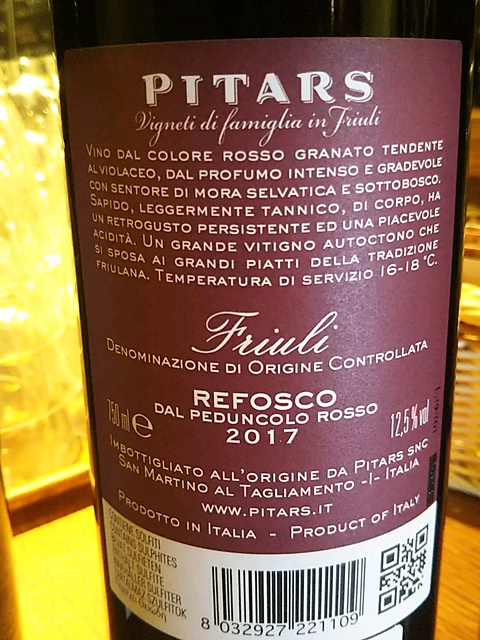 PITARS
Vigneti di famiglia in Friuli
VINO DAL COLORE ROSSO GRANATO TENDENTE
AL VIOLACEO, DAL PROFUMO INTENSO E GRADEVOLE
CON SENTORE DI MORA SELVATICA E SOTTOBOSCO.
SAPIDO, LEGGERMENTE TANNICO, DI CORPO, HA
UN RETROGUSTO PERSISTENTE ED UNA PIACEVOLE
ACIDITÀ. UN GRANDE VITIGNO AUTOCTONO CHE
SI SPOSA AI GRANDI PIATTI DELLA TRADIZIONE
FRIULANA. TEMPERATURA DI SERVIZIO 16-18 °C.
Friuli
DENOMINAZIONE DI ORIGINE CONTROLLATA
REFOSCO
DAL PEDUNCOLO ROSSO
2017
750 ml e
12,5% vol
IMBOTTIGLIATO ALL'ORIGINE DA PITARS SNC
SAN MARTINO AL TAGLIAMENTO -I- ITALIA
WWW.PITARS.IT
PRODOTTO IN ITALIA - PRODUCT OF ITALY
CONTIENE SOLFITI
CONTAINS SULPHITES
SULFITE
SULFITER
SZULFITOK
8 032927 221109